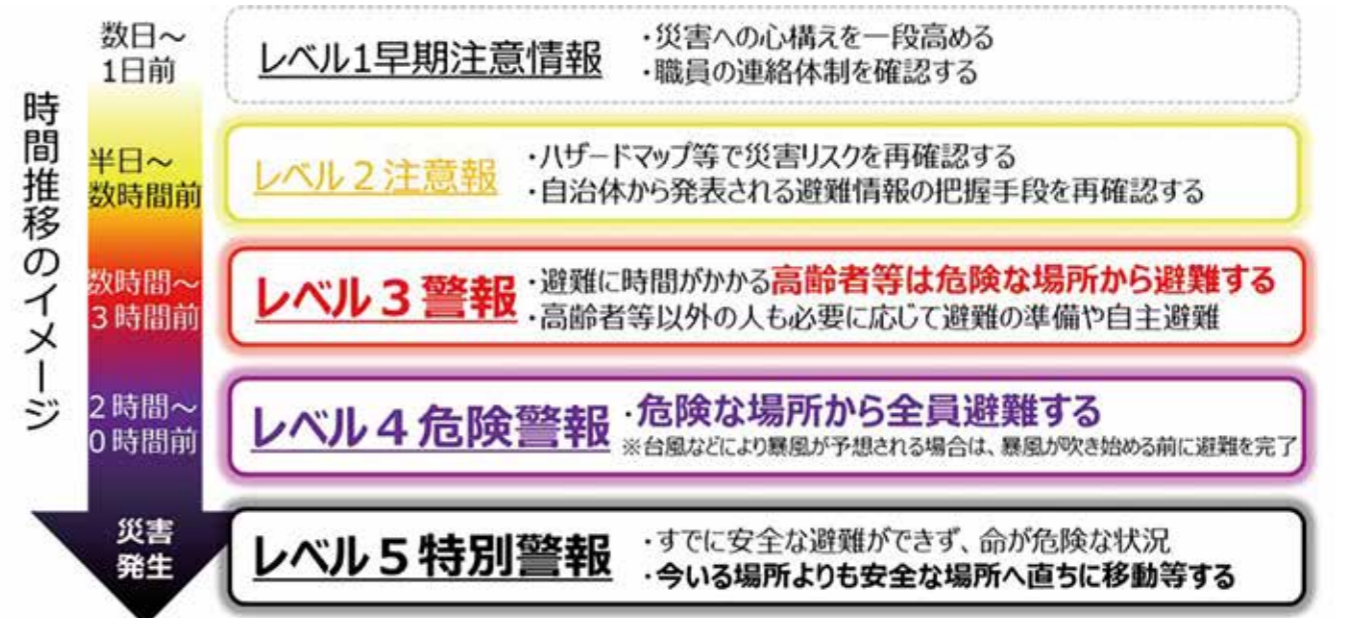 時間推移のイメージ
数日～
1日前
レベル1早期注意情報
・災害への心構えを一段高める
・職員の連絡体制を確認する
半日～
数時間前
レベル２注意報
・ハザードマップ等で災害リスクを再確認する
・自治体から発表される避難情報の把握手段を再確認する
数時間～
３時間前
レベル３警報
・避難に時間がかかる高齢者等は危険な場所から避難する
・高齢者等以外の人も必要に応じて避難の準備や自主避難
２時間～
０時間前
レベル４危険警報
・危険な場所から全員避難する
※台風などにより暴風が予想される場合は、暴風が吹き始める前に避難を完了
災害
発生
レベル５特別警報
・すでに安全な避難ができず、命が危険な状況
・今いる場所よりも安全な場所へ直ちに移動等する